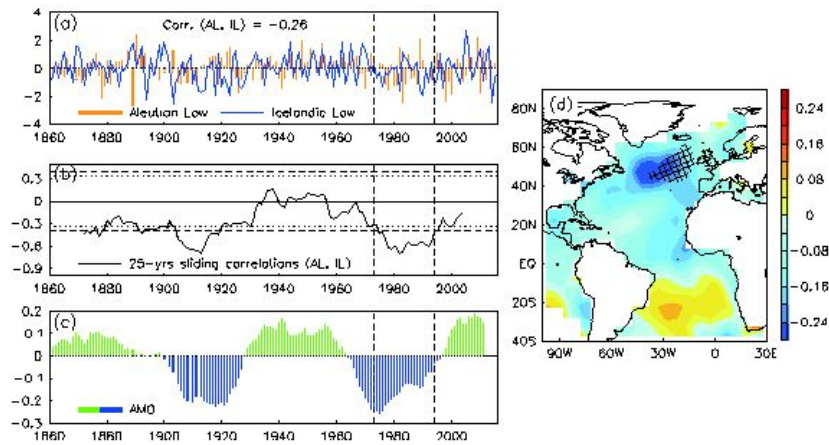 (a) Corr. (AL, IL) = -0.26
4
2
0
-2
-4
Aleutian Low Icelandic Low
1860 1880 1900 1920 1940 1960 1980 2000
(b)
0.3
0
-0.3
-0.6
-0.9
25-yrs sliding correlations (AL, IL)
1860 1880 1900 1920 1940 1960 1980 2000
(c)
0.2
0.1
0
-0.1
-0.2
-0.3
AMO
1860 1880 1900 1920 1940 1960 1980 2000
(d)
80N
60N
40N
20N
EQ
20S
40S
90W 60W 30W 0 30E
0.24
0.16
0.08
0
-0.08
-0.16
-0.24